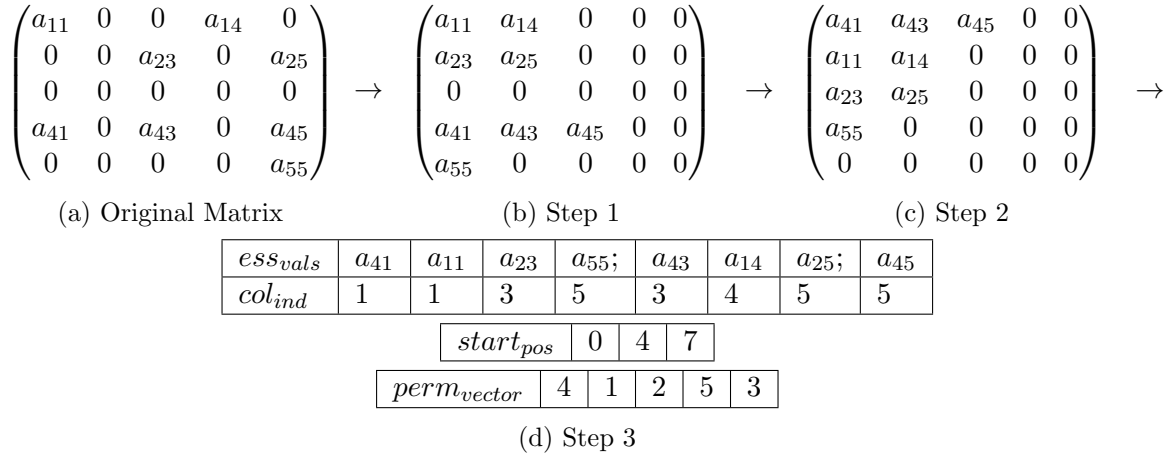 a11 0 0 a14 0 a11 a14 0 0 0 a41 a43 a45 0 0
0 0 a23 0 a25 a23 a25 0 0 0 a11 a14 0 0 0
0 0 0 0 0 → 0 0 0 0 0 → a23 a25 0 0 0 →
a41 0 a43 0 a45 a41 a43 a45 0 0 a55 0 0 0 0
0 0 0 0 a55 a55 0 0 0 0 0 0 0 0 0
(a) Original Matrix (b) Step 1 (c) Step 2
ess_vals a41 a11 a23 a55; a43 a14 a25; a45
col_ind 1 1 3 5 3 4 5 5
start_pos 0 4 7
perm_vector 4 1 2 5 3
(d) Step 3